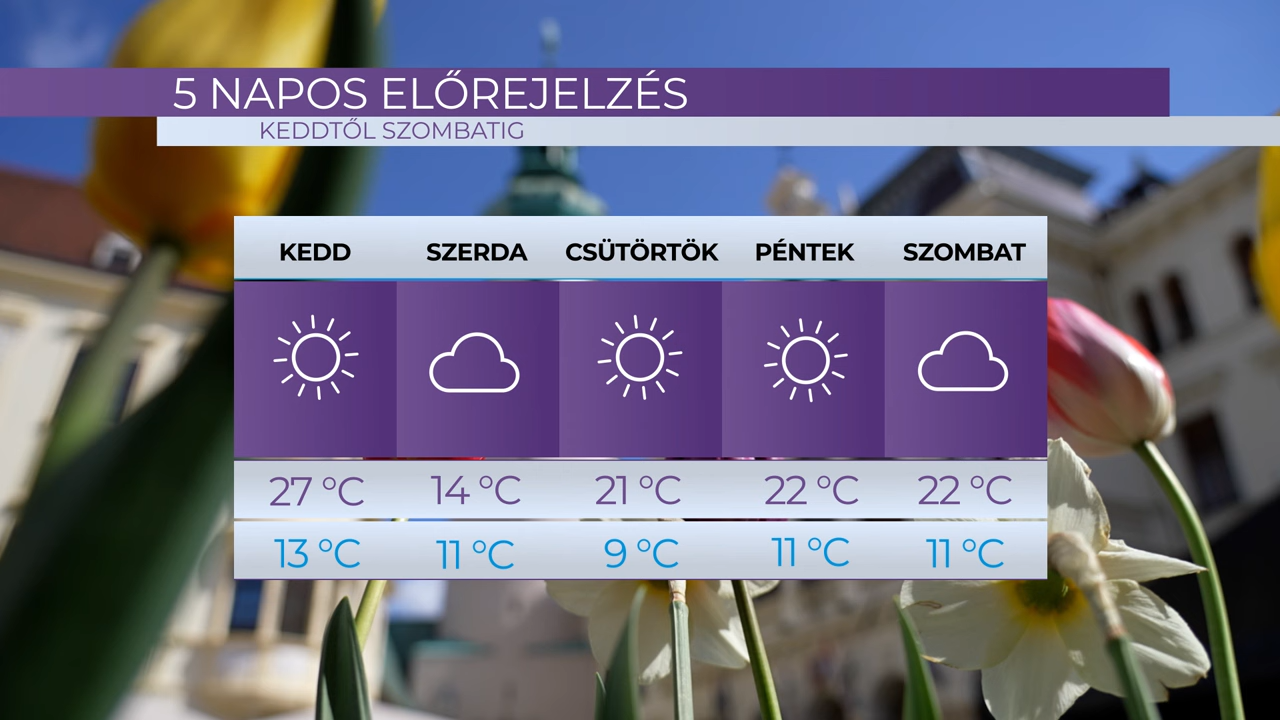 5 NAPOS ELŐREJELZÉS
KEDDTŐL SZOMBATIG
KEDD SZERDA CSÜTÖRTÖK PÉNTEK SZOMBAT
27 °C 14 °C 21 °C 22 °C 22 °C
13 °C 11 °C 9 °C 11 °C 11 °C